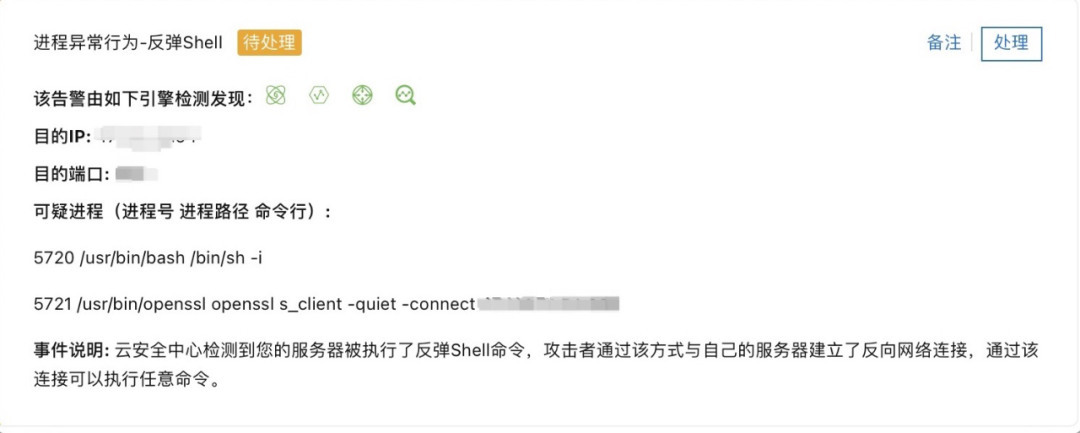 进程异常行为-反弹Shell 待处理 备注 处理
该告警由如下引擎检测发现：
目的IP:
目的端口:
可疑进程（进程号 进程路径 命令行）：
5720 /usr/bin/bash /bin/sh -i
5721 /usr/bin/openssl openssl s_client -quiet -connect
事件说明: 云安全中心检测到您的服务器被执行了反弹Shell命令，攻击者通过该方式与自己的服务器建立了反向网络连接，通过该
连接可以执行任意命令。